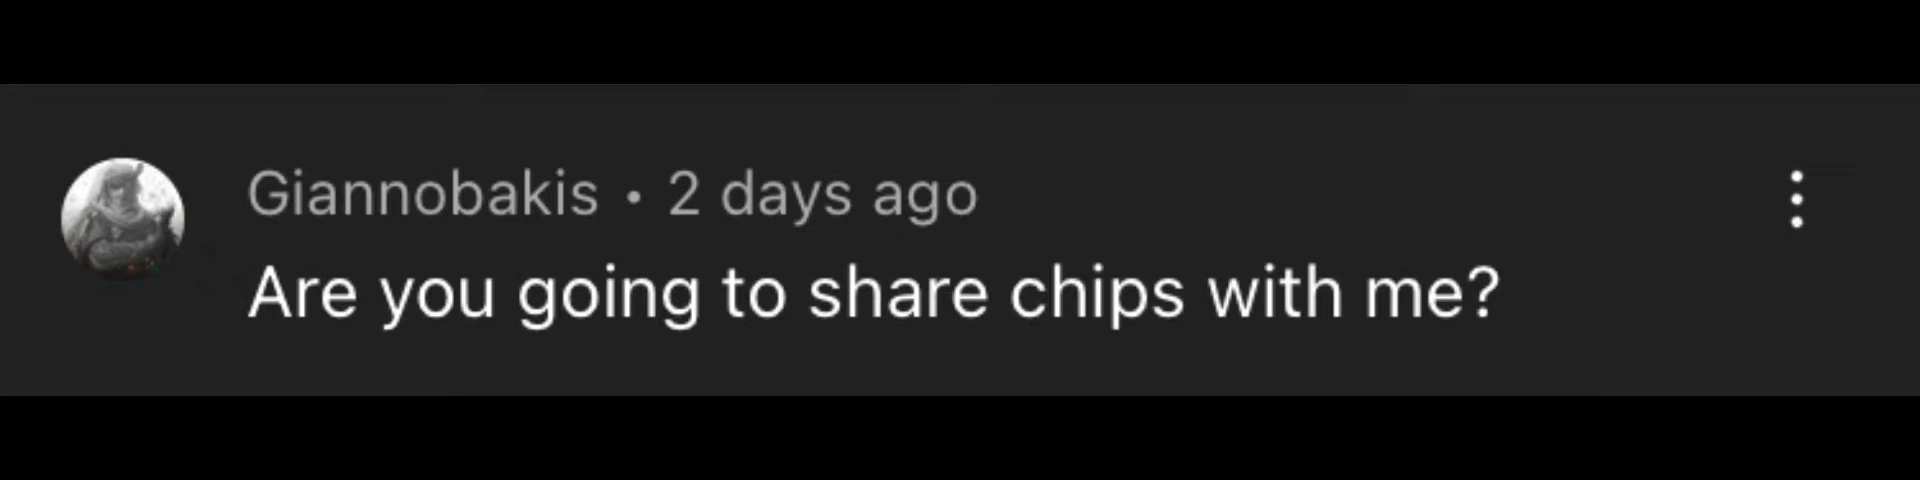 Giannobakis • 2 days ago
Are you going to share chips with me?